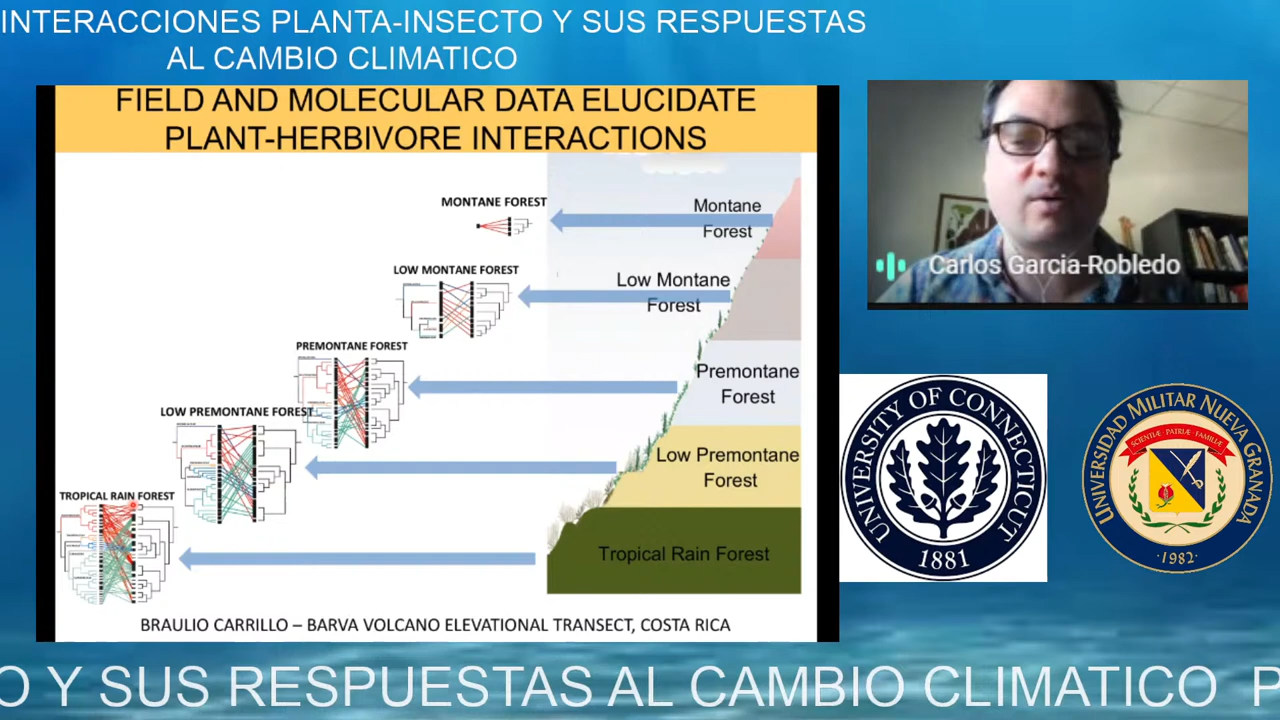 INTERACCIONES PLANTA-INSECTO Y SUS RESPUESTAS
AL CAMBIO CLIMATICO
FIELD AND MOLECULAR DATA ELUCIDATE
PLANT-HERBIVORE INTERACTIONS
MONTANE FOREST
Montane
Forest
LOW MONTANE FOREST
Low Montane
Forest
PREMONTANE FOREST
Premontane
Forest
LOW PREMONTANE FOREST
Low Premontane
Forest
TROPICAL RAIN FOREST
Tropical Rain Forest
BRAULIO CARRILLO – BARVA VOLCANO ELEVATIONAL TRANSECT, COSTA RICA
Carlos Garcia-Robledo
UNIVERSITY OF CONNECTICUT
1881
UNIVERSIDAD MILITAR NUEVA GRANADA
SCIENTIÆ PATRIÆ FAMILIÆ
·1982·
O Y SUS RESPUESTAS AL CAMBIO CLIMATICO P